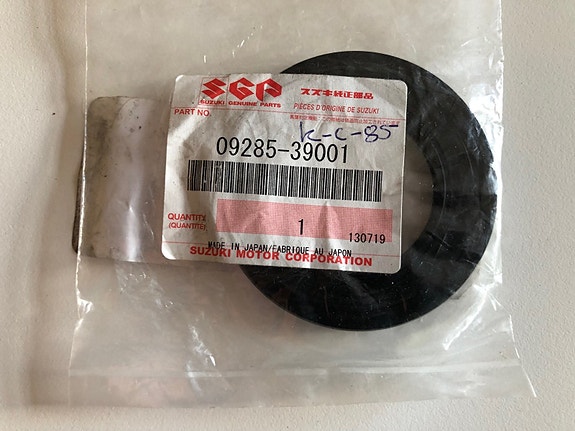 SGP
スズキ純正部品
SUZUKI GENUINE PARTS
PIÈCES D'ORIGINE DE SUZUKI
PART NO.
K-C-85
09285-39001
QUANTITY
(QUANTITÉ)
1
130719
MADE IN JAPAN/FABRIQUE AU JAPON
SUZUKI MOTOR CORPORATION